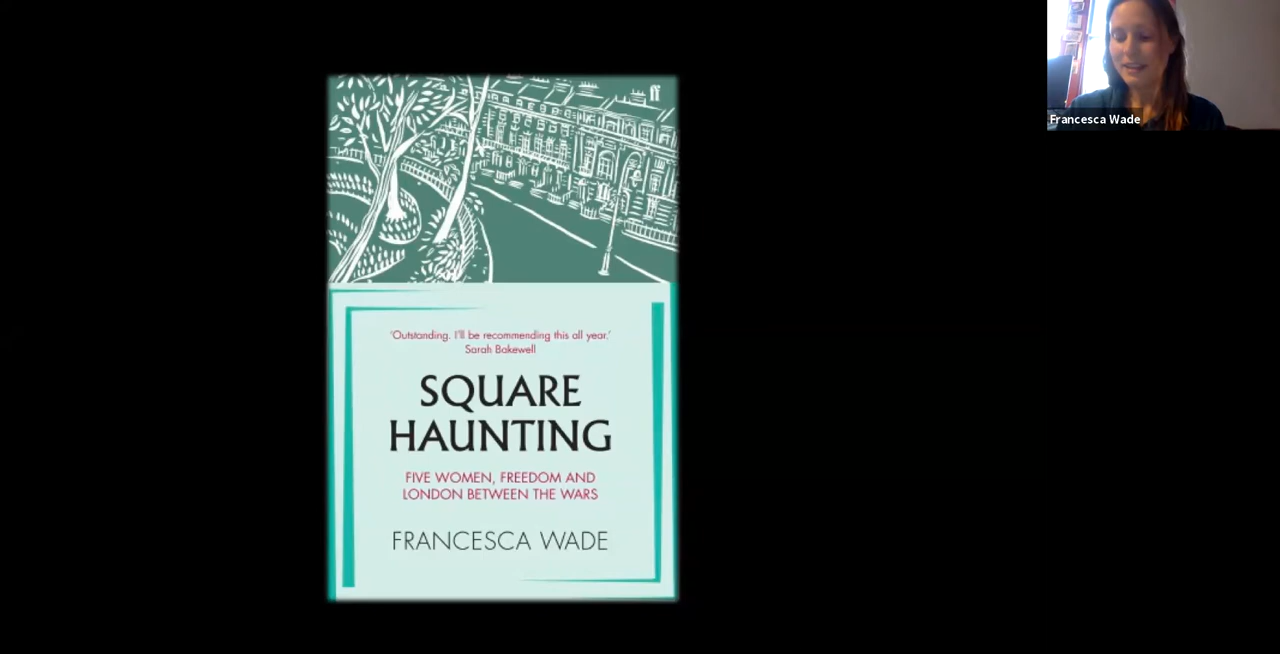 Francesca Wade
ff
'Outstanding. I'll be recommending this all year.'
Sarah Bakewell
SQUARE
HAUNTING
FIVE WOMEN, FREEDOM AND
LONDON BETWEEN THE WARS
FRANCESCA WADE